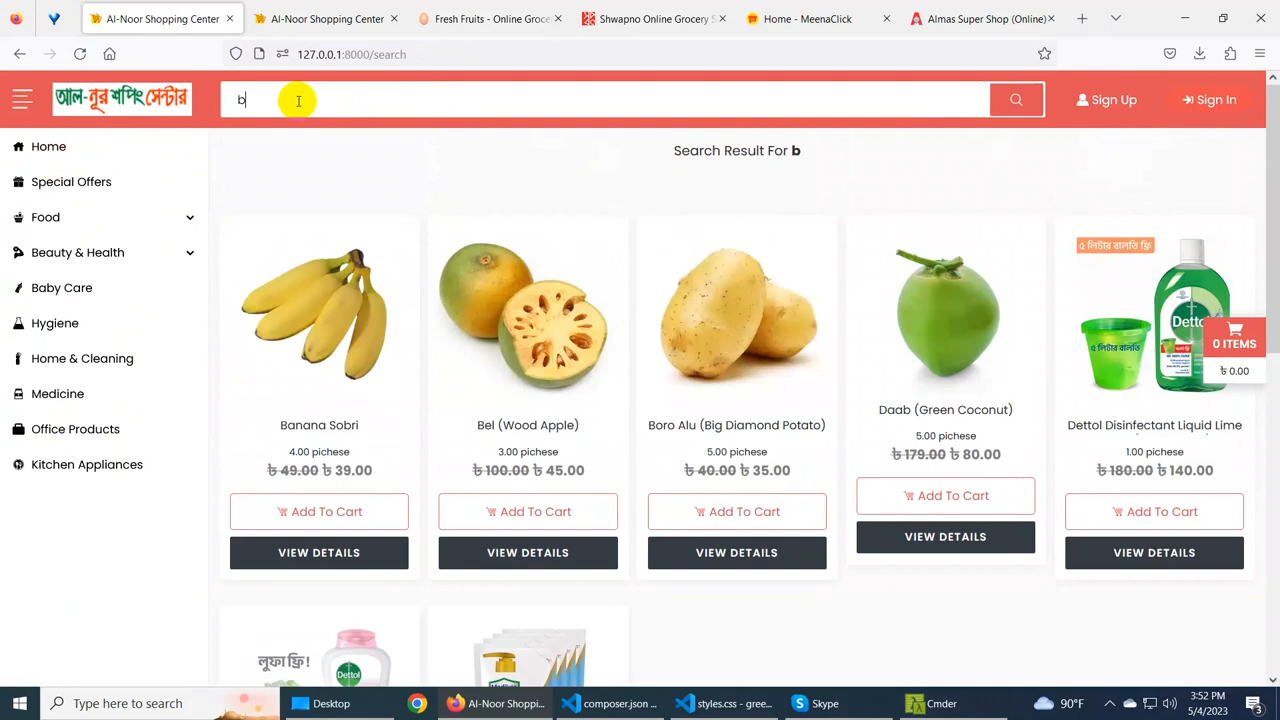 Al-Noor Shopping Center
Al-Noor Shopping Center
Fresh Fruits - Online Groce
Shwapno Online Grocery S
Home - MeenaClick
Almas Super Shop (Online)
127.0.0.1:8000/search
আল-নূর শপিং সেন্টার
b
Sign Up
Sign In
Home
Special Offers
Food
Beauty & Health
Baby Care
Hygiene
Home & Cleaning
Medicine
Office Products
Kitchen Appliances
Search Result For b
Banana Sobri
4.00 pichese
৳ 49.00 ৳ 39.00
Add To Cart
VIEW DETAILS
Bel (Wood Apple)
3.00 pichese
৳ 100.00 ৳ 45.00
Add To Cart
VIEW DETAILS
Boro Alu (Big Diamond Potato)
5.00 pichese
৳ 40.00 ৳ 35.00
Add To Cart
VIEW DETAILS
Daab (Green Coconut)
5.00 pichese
৳ 179.00 ৳ 80.00
Add To Cart
VIEW DETAILS
৫ লিটার বালতি ফ্রি
৫ লিটার বালতি
Dettol Disinfectant Liquid Lime
1.00 pichese
৳ 180.00 ৳ 140.00
Add To Cart
VIEW DETAILS
0 ITEMS
৳ 0.00
লুফা ফ্রি!
Dettol
Type here to search
Desktop
Al-Noor Shoppi...
composer.json ...
styles.css - gree...
Skype
Cmder
90°F
3:52 PM
5/4/2023
3